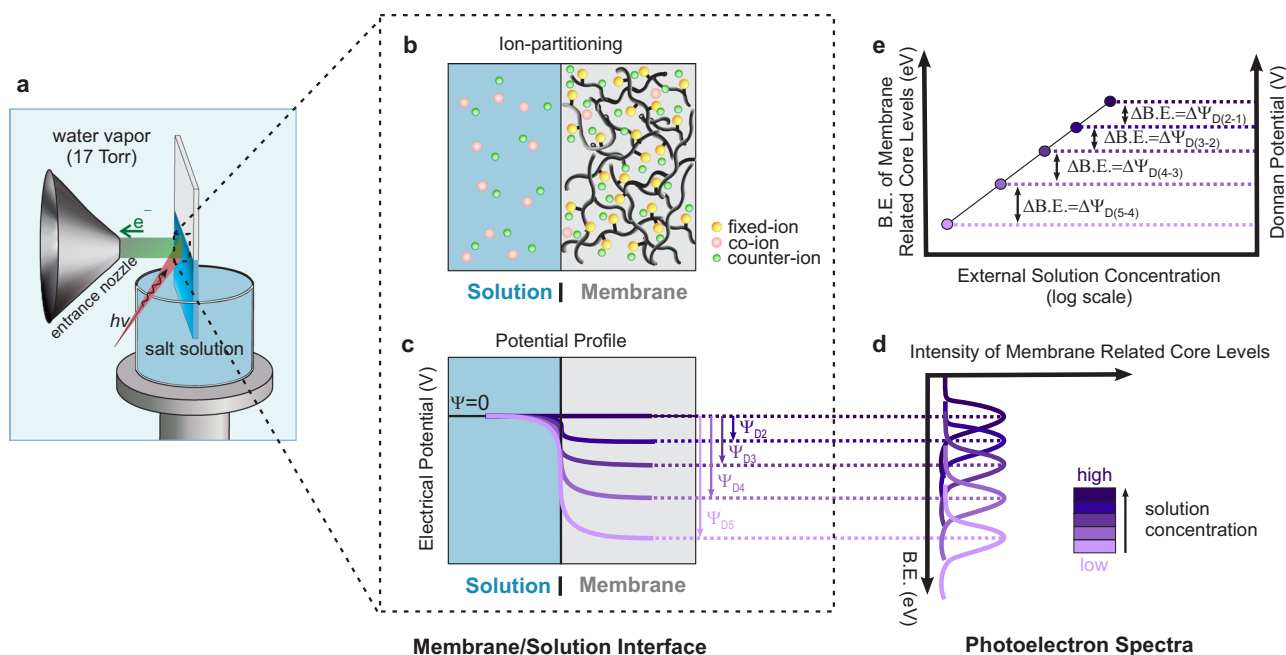 a
water vapor
(17 Torr)
e⁻
entrance nozzle
hν
salt solution
b
Ion-partitioning
fixed-ion
co-ion
counter-ion
Solution | Membrane
c
Potential Profile
Electrical Potential (V)
Ψ=0
Ψ_D2
Ψ_D3
Ψ_D4
Ψ_D5
Solution | Membrane
Membrane/Solution Interface
e
B.E. of Membrane
Related Core Levels (eV)
ΔB.E.=ΔΨ_D(2-1)
ΔB.E.=ΔΨ_D(3-2)
ΔB.E.=ΔΨ_D(4-3)
ΔB.E.=ΔΨ_D(5-4)
Donnan Potential (V)
External Solution Concentration
(log scale)
d
Intensity of Membrane Related Core Levels
high
solution
concentration
low
B.E. (eV)
Photoelectron Spectra